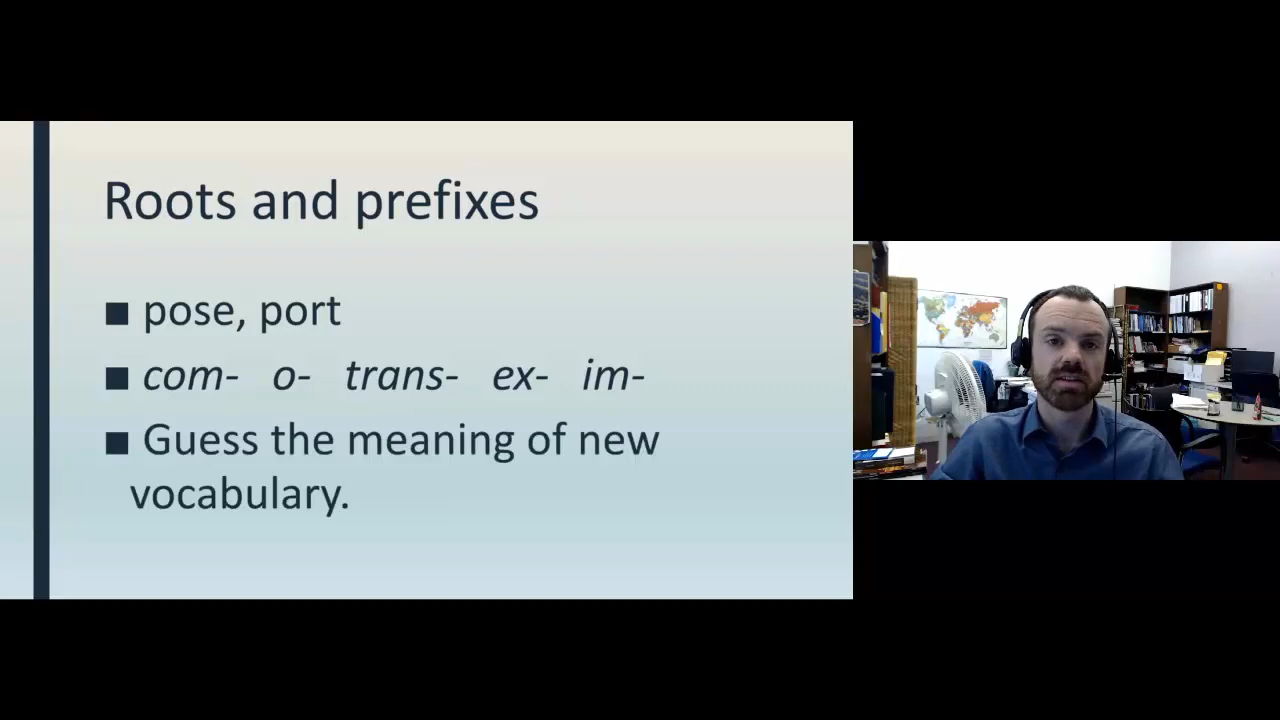 Roots and prefixes
■ pose, port
■ com- o- trans- ex- im-
■ Guess the meaning of new
vocabulary.